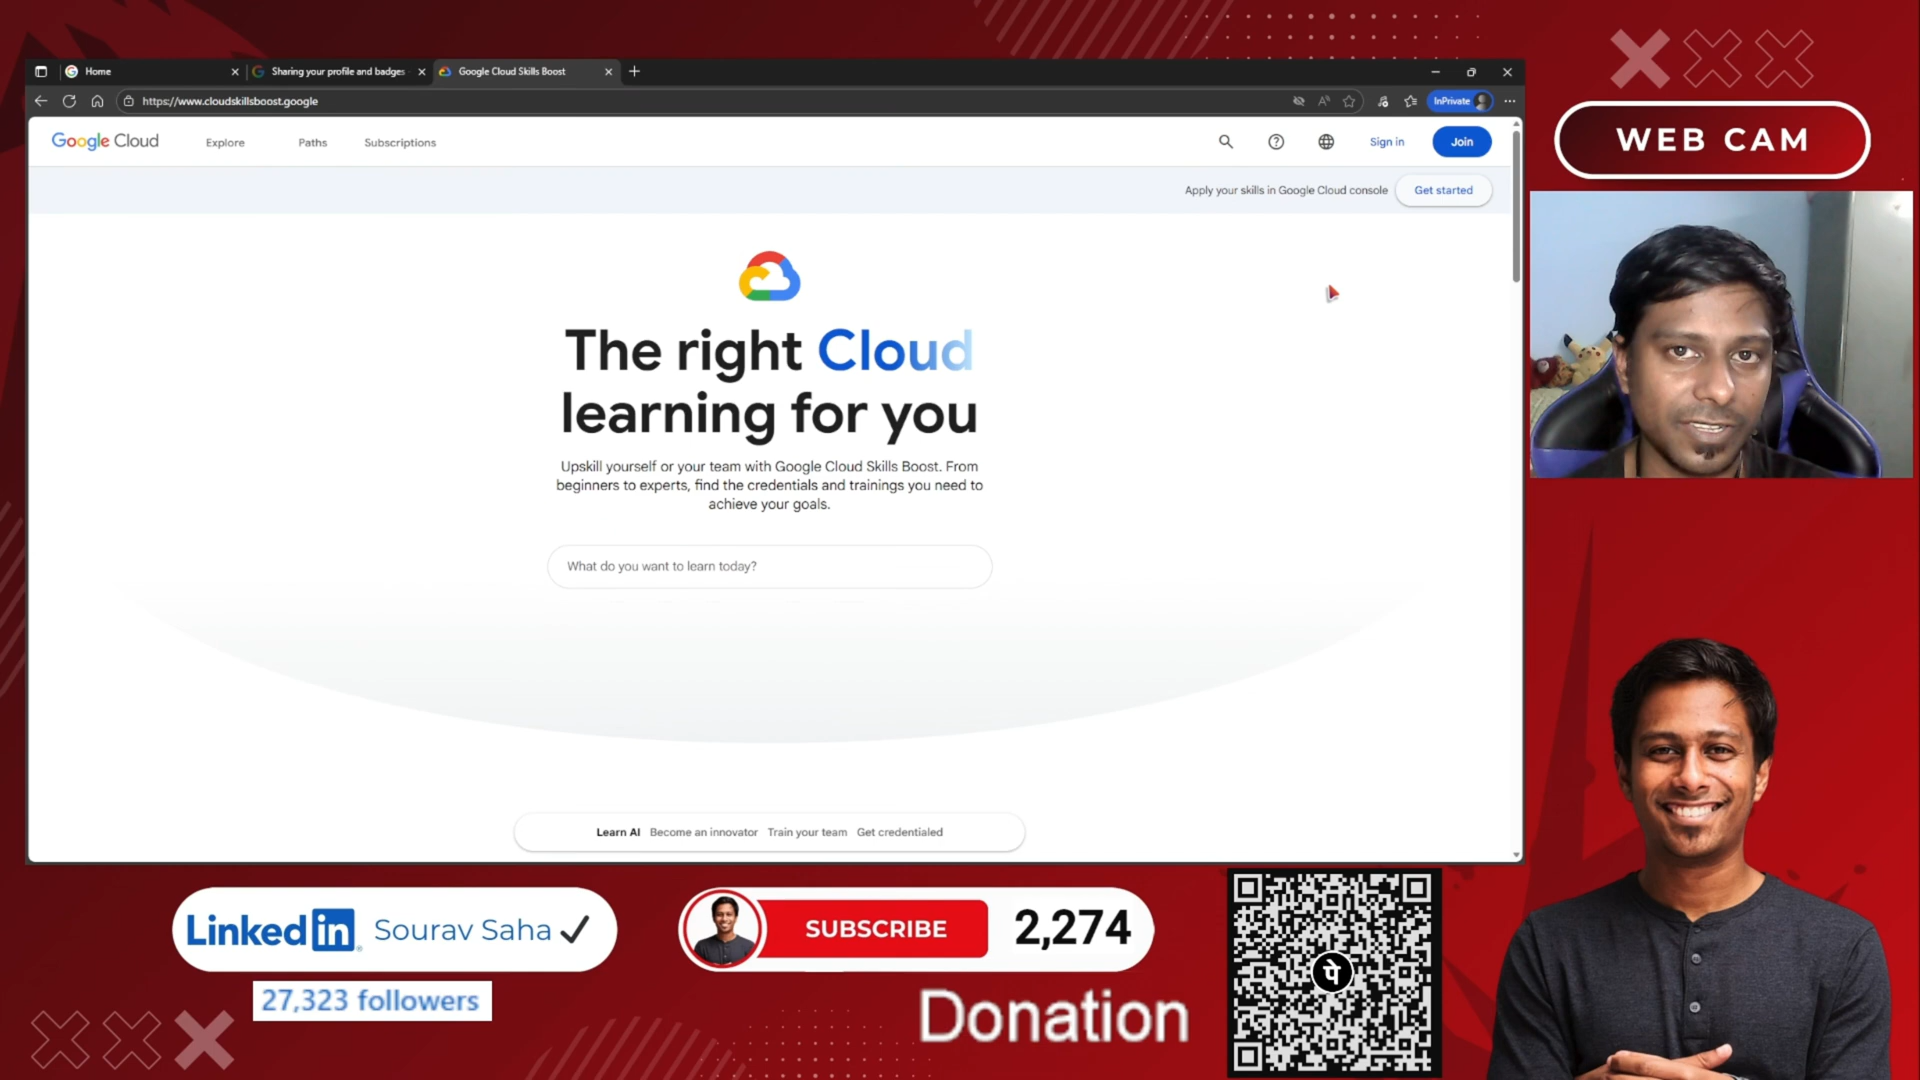 Home
Sharing your profile and badges
Google Cloud Skills Boost
https://www.cloudskillsboost.google
InPrivate
Google Cloud
Explore
Paths
Subscriptions
Sign in
Join
Apply your skills in Google Cloud console
Get started
The right Cloud
learning for you
Upskill yourself or your team with Google Cloud Skills Boost. From
beginners to experts, find the credentials and trainings you need to
achieve your goals.
What do you want to learn today?
Learn AI Become an innovator Train your team Get credentialed
WEB CAM
Linkedin Sourav Saha
27,323 followers
SUBSCRIBE
2,274
Donation
पे